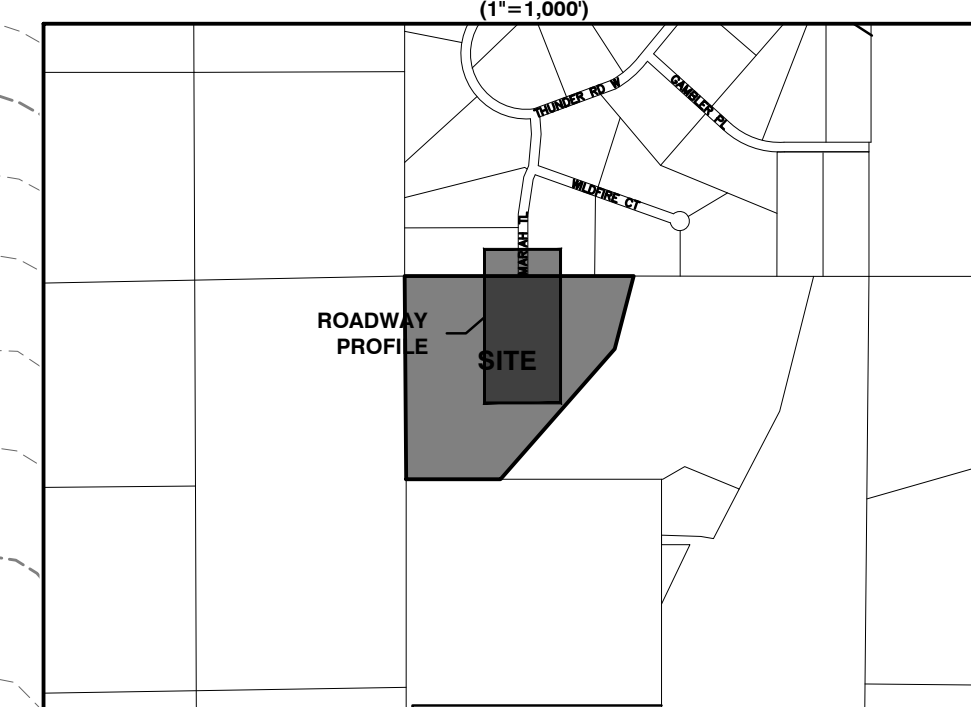 (1"=1,000')
THUNDER RD W
GAMBLER PL
WILDFIRE CT
MARIAH TL
ROADWAY
PROFILE
SITE